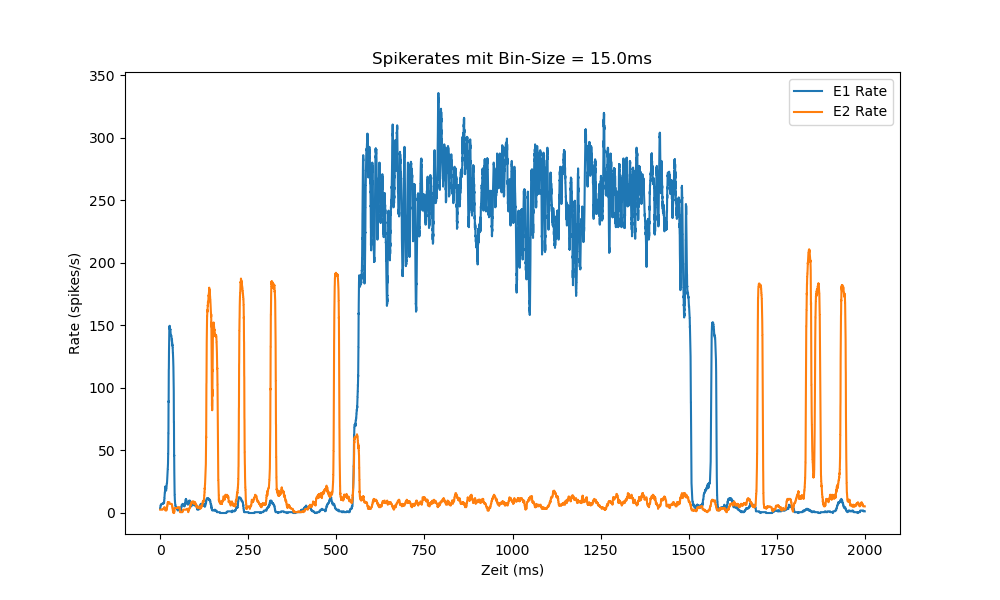 Spikerates mit Bin-Size = 15.0ms
E1 Rate
E2 Rate
Rate (spikes/s)
350
300
250
200
150
100
50
0
0 250 500 750 1000 1250 1500 1750 2000
Zeit (ms)